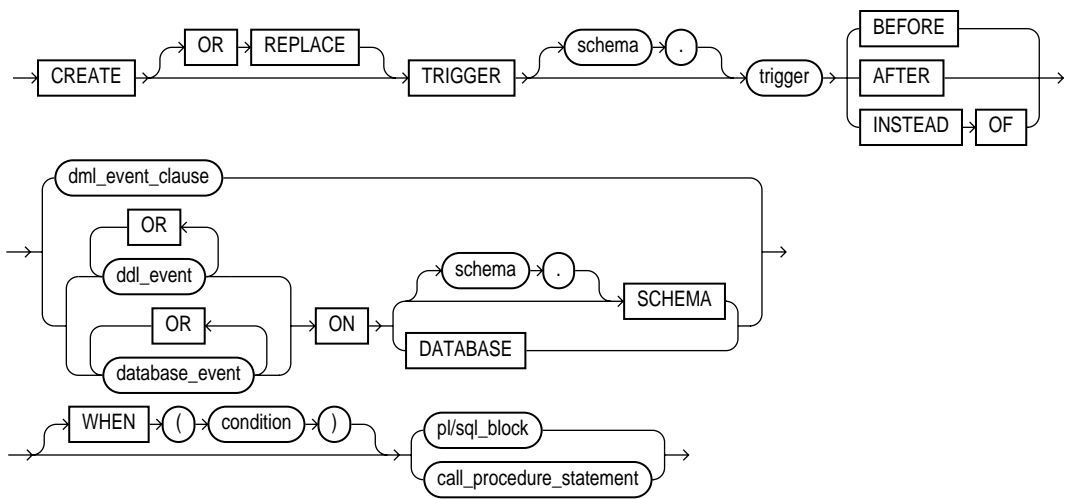 OR REPLACE schema . BEFORE
CREATE TRIGGER trigger AFTER
INSTEAD OF
dml_event_clause
OR
ddl_event schema .
SCHEMA
OR ON
DATABASE
database_event
WHEN ( condition ) pl/sql_block
call_procedure_statement